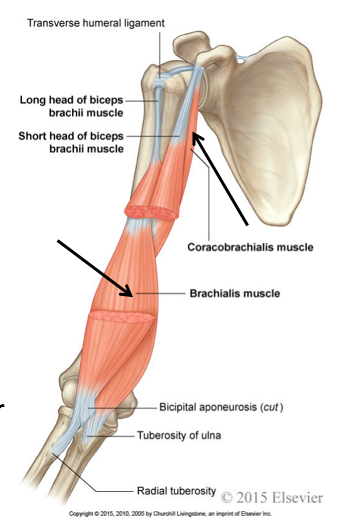 Transverse humeral ligament
Long head of biceps
brachii muscle
Short head of biceps
brachii muscle
Coracobrachialis muscle
Brachialis muscle
r
Bicipital aponeurosis (cut)
Tuberosity of ulna
Radial tuberosity
© 2015 Elsevier
Copyright © 2015, 2010, 2005 by Churchill Livingstone, an imprint of Elsevier Inc.